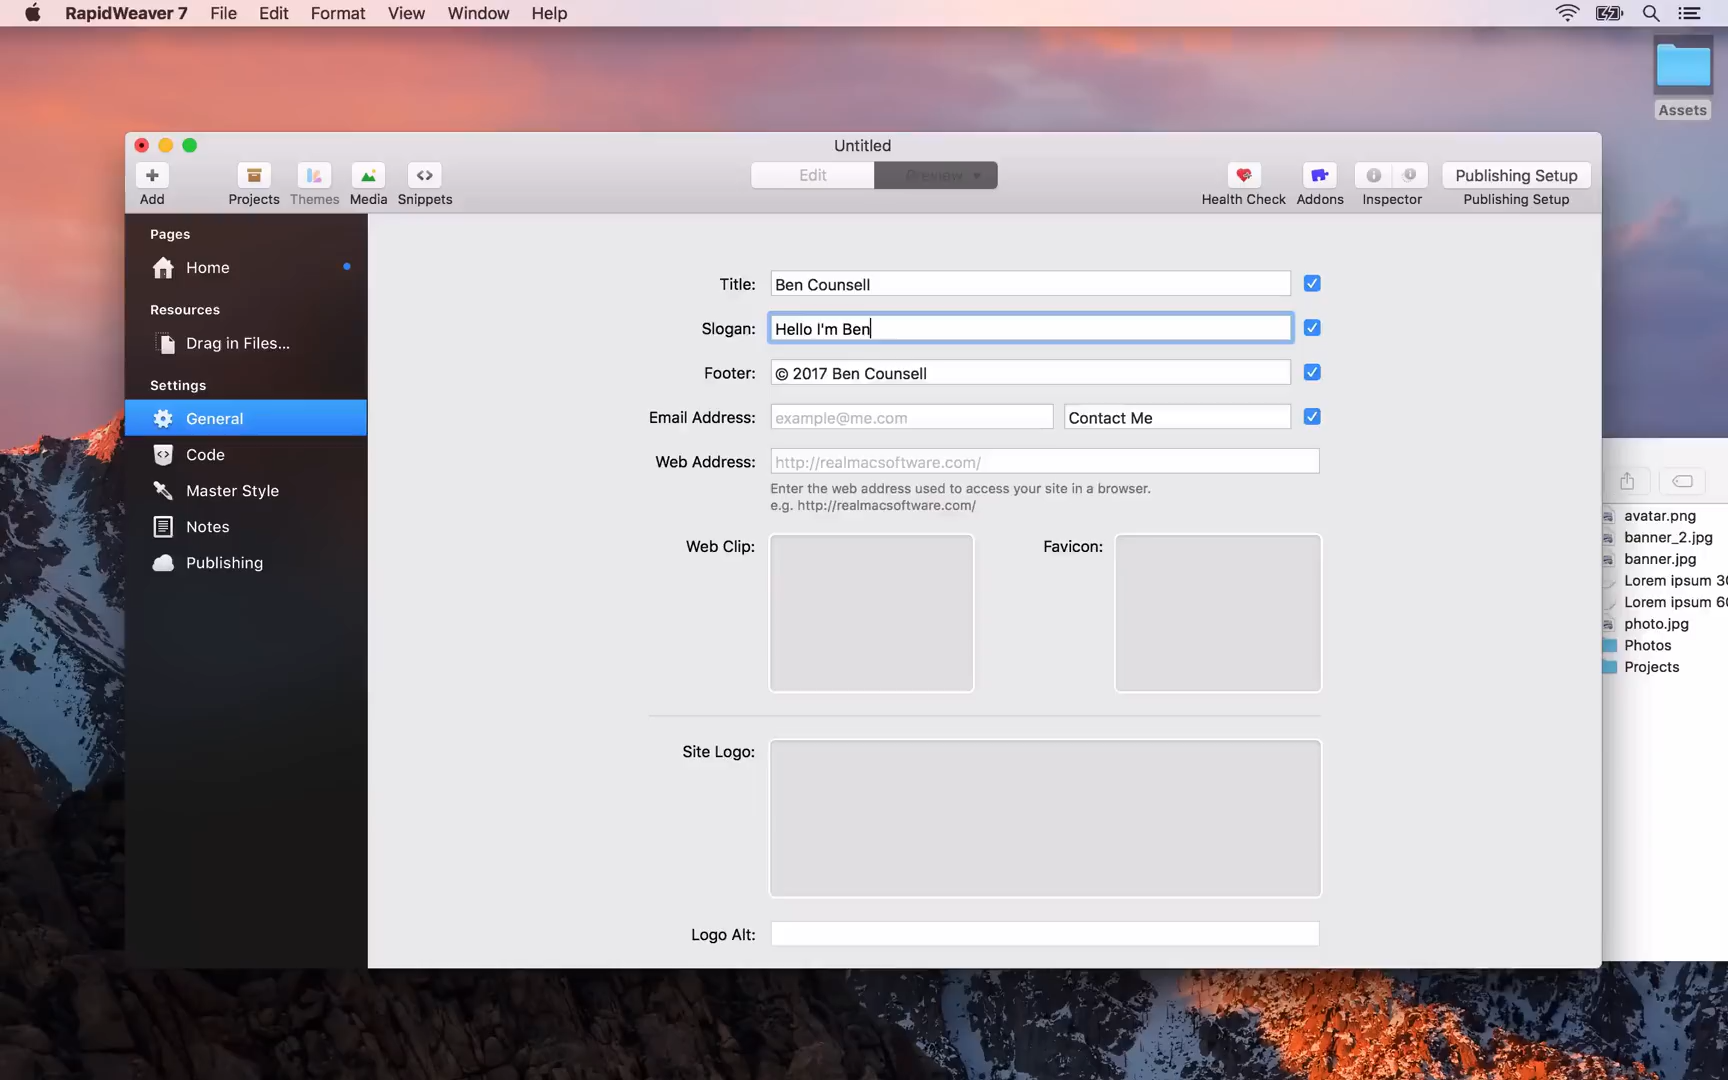 RapidWeaver 7 File Edit Format View Window Help
Assets
Untitled
Edit Preview Publishing Setup
Add Projects Themes Media Snippets Health Check Addons Inspector Publishing Setup
Pages
Home
Resources
Drag in Files...
Settings
General
Code
Master Style
Notes
Publishing
Title: Ben Counsell
Slogan: Hello I'm Ben
Footer: © 2017 Ben Counsell
Email Address: example@me.com Contact Me
Web Address: http://realmacsoftware.com/
Enter the web address used to access your site in a browser.
e.g. http://realmacsoftware.com/
Web Clip: Favicon:
Site Logo:
Logo Alt:
avatar.png
banner_2.jpg
banner.jpg
Lorem ipsum 30
Lorem ipsum 60
photo.jpg
Photos
Projects